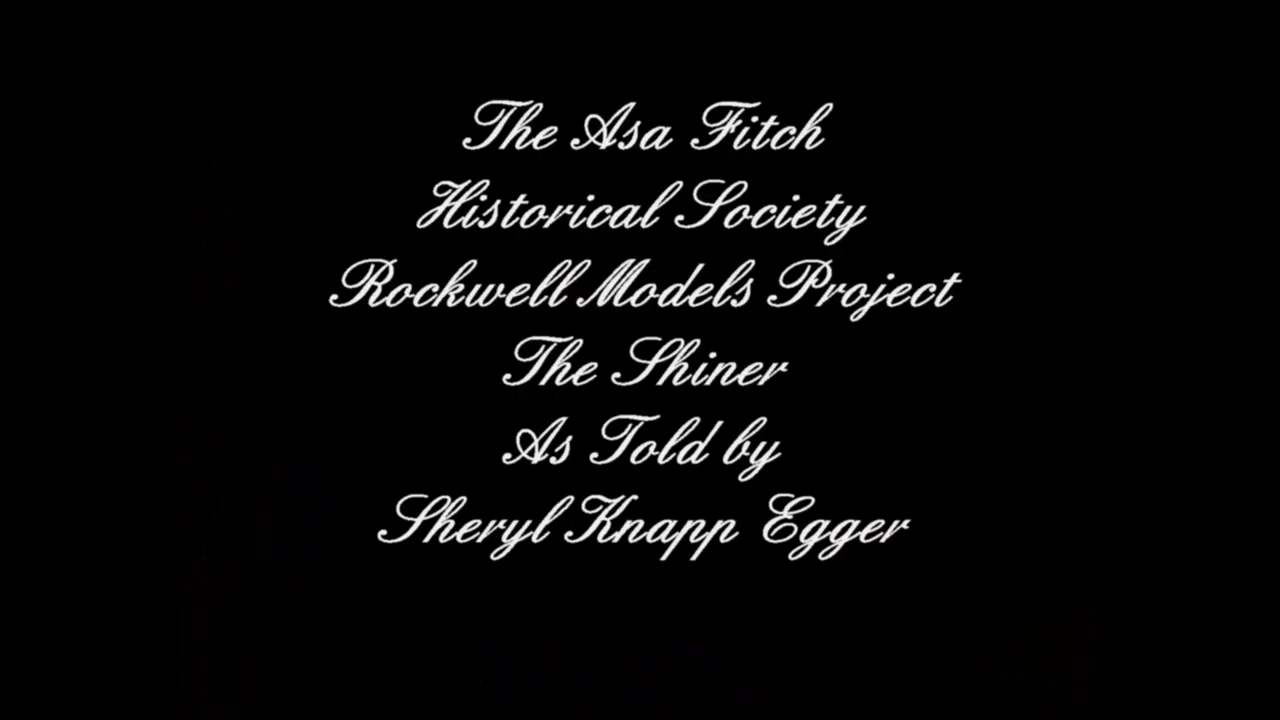 The Asa Fitch
Historical Society
Rockwell Models Project
The Shiner
As Told by
Sheryl Knapp Egger